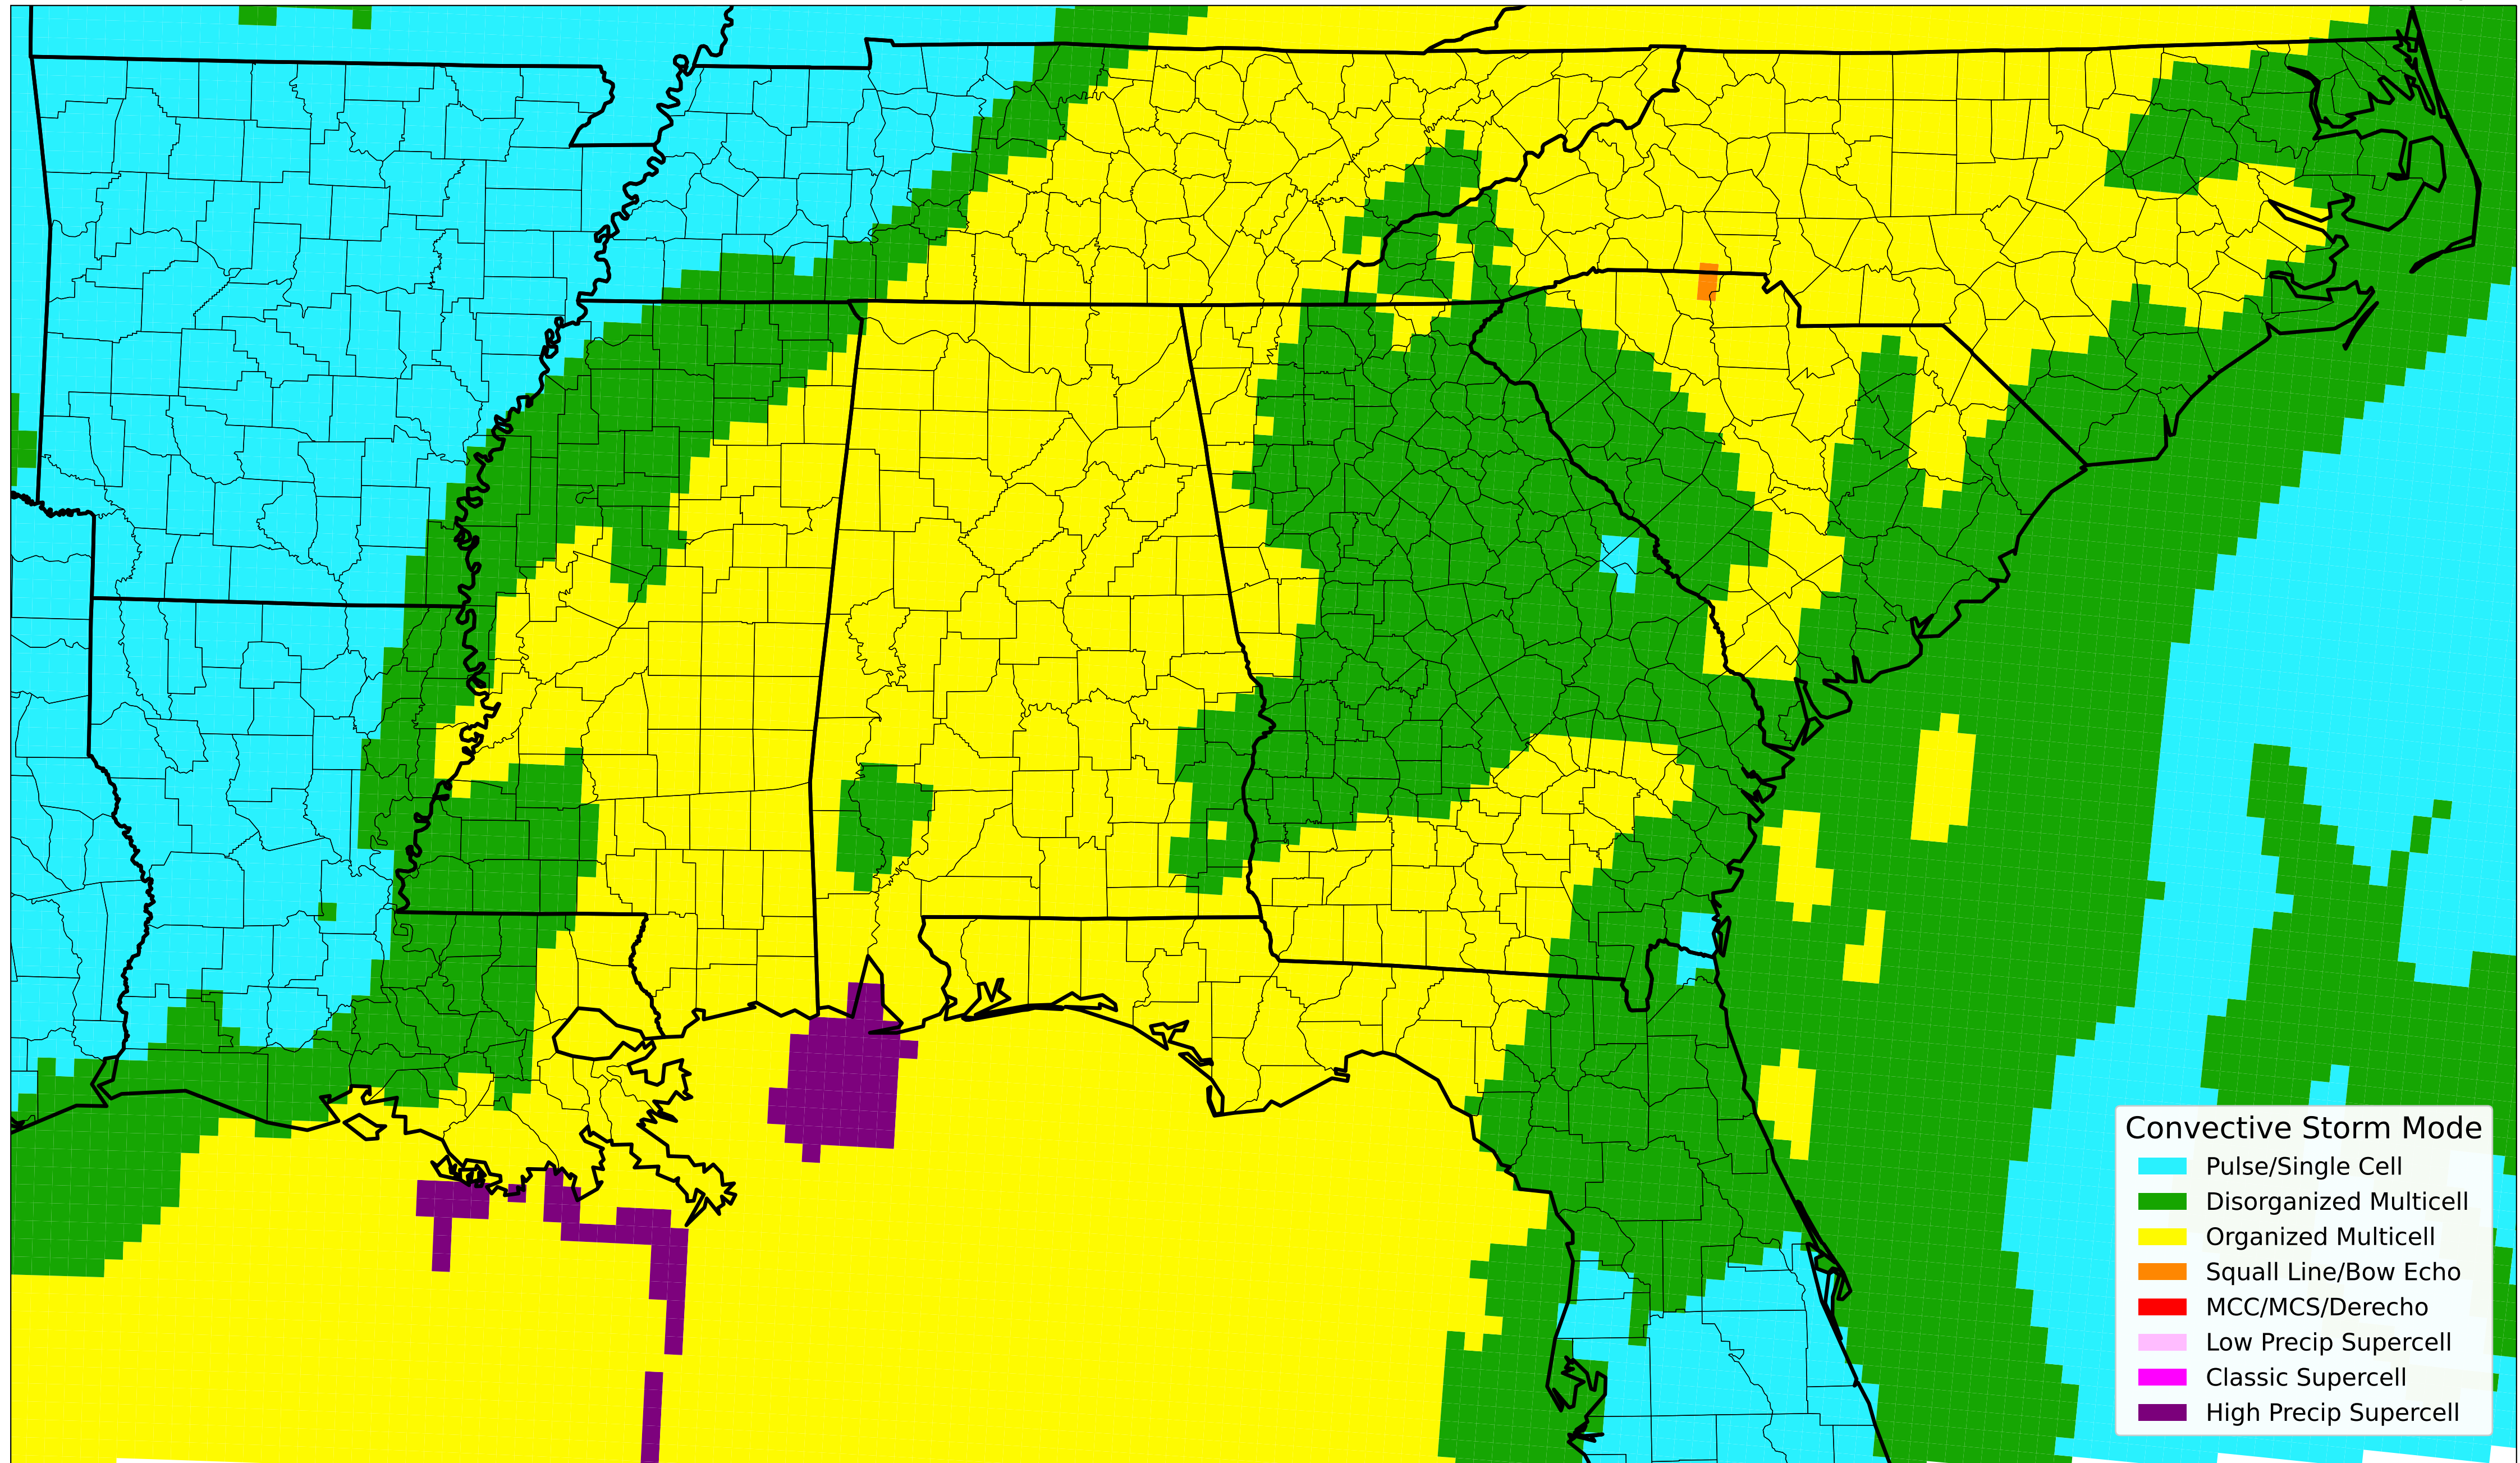 Convective Storm Mode
Pulse/Single Cell
Disorganized Multicell
Organized Multicell
Squall Line/Bow Echo
MCC/MCS/Derecho
Low Precip Supercell
Classic Supercell
High Precip Supercell